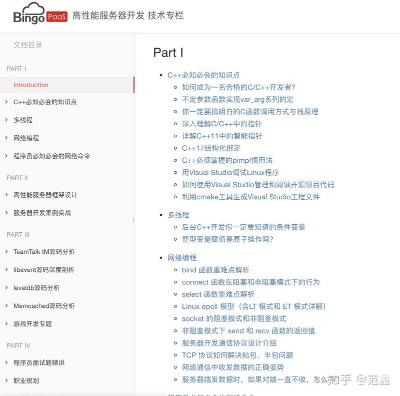 Bingo PaaS 高性能服务器开发 技术专栏
文档目录
PART I
Introduction
C++必知必会的知识点
多线程
网络编程
程序员必知必会的网络命令
PART II
高性能服务器框架设计
服务器开发案例实战
PART III
TeamTalk IM源码分析
libevent源码深度剖析
leveldb源码分析
Memcached源码分析
游戏开发专题
PART IV
程序员面试题精讲
职业规划
Part I
C++必知必会的知识点
如何成为一名合格的C/C++开发者?
不定参数函数实现var_arg系列的宏
你一定要搞明白的C函数调用方式与栈原理
深入理解C/C++中的指针
详解C++11中的智能指针
C++17结构化绑定
C++必须掌握的pimpl惯用法
用Visual Studio调试Linux程序
如何使用Visual Studio管理和阅读开源项目代码
利用cmake工具生成Visual Studio工程文件
多线程
后台C++开发你一定要知道的条件变量
整型变量赋值是原子操作吗?
网络编程
bind 函数重难点解析
connect 函数在阻塞和非阻塞模式下的行为
select 函数重难点解析
Linux epoll 模型（含LT 模式和 ET 模式详解）
socket 的阻塞模式和非阻塞模式
非阻塞模式下 send 和 recv 函数的返回值
服务器开发通信协议设计介绍
TCP 协议如何解决粘包、半包问题
网络通信中收发数据的正确姿势
服务器端发数据时，如果对端一直不收，怎么
知乎 @范蠡